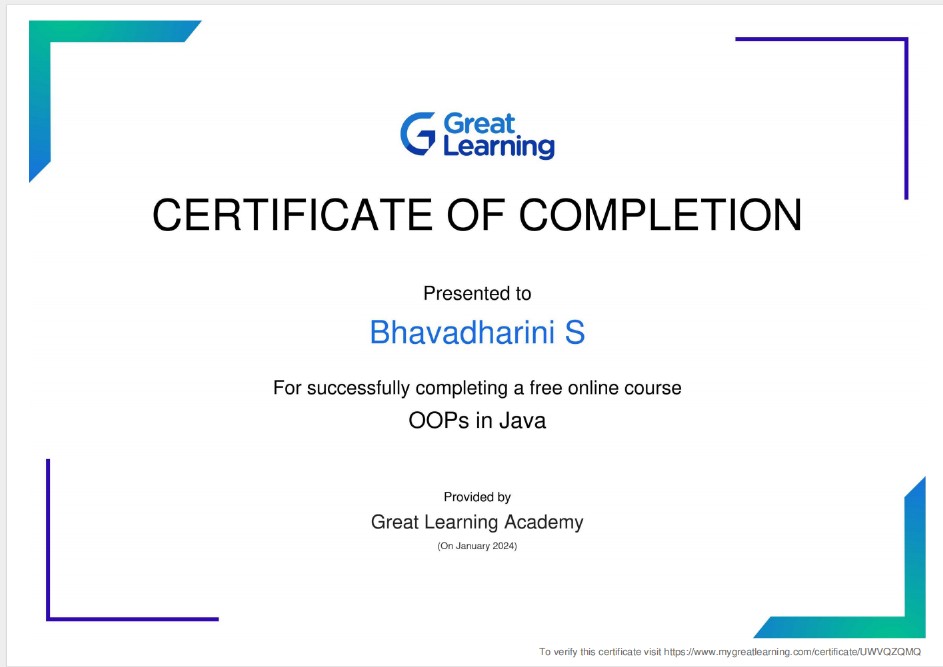 Great
Learning
CERTIFICATE OF COMPLETION
Presented to
Bhavadharini S
For successfully completing a free online course
OOPs in Java
Provided by
Great Learning Academy
(On January 2024)
To verify this certificate visit https://www.mygreatlearning.com/certificate/UWVQZQMQ